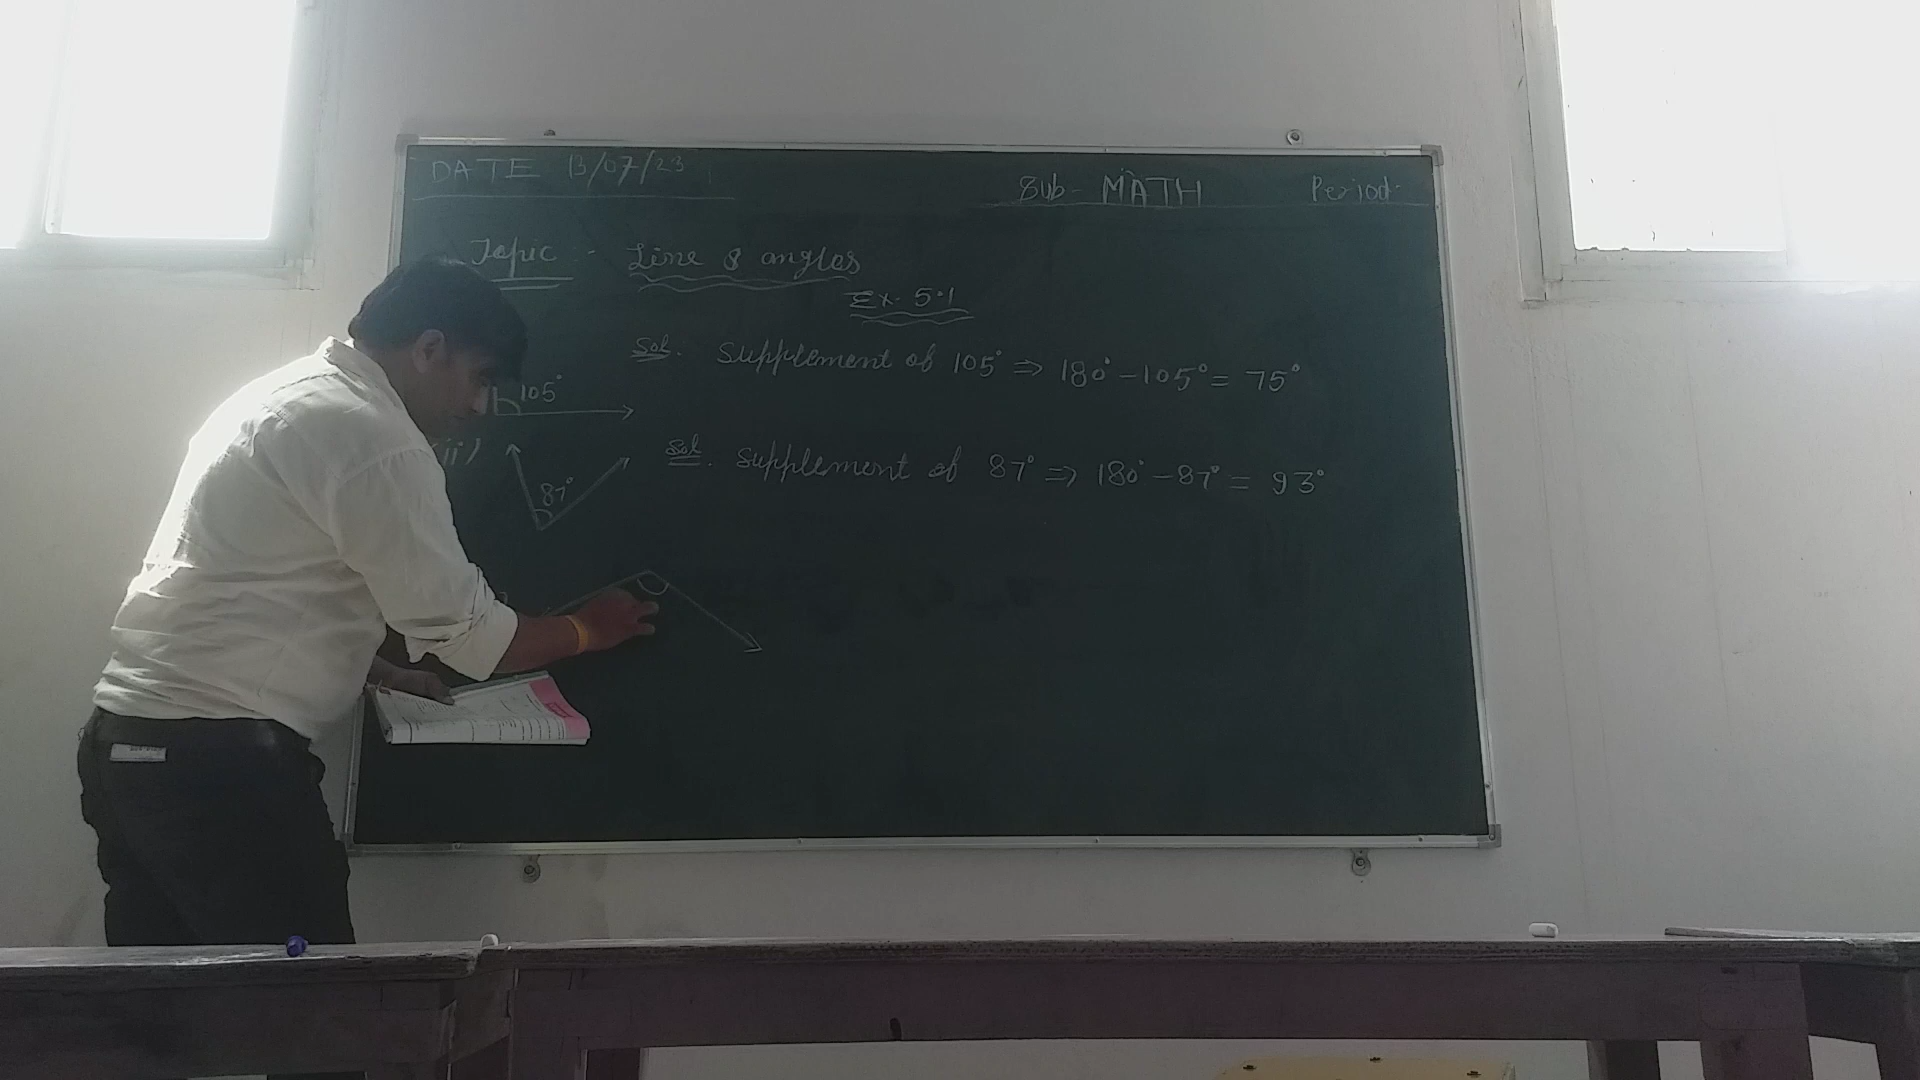 DATE 13/07/23
Sub- MATH
Period-
Topic :- Line & angles
Ex. 5.1
105°
Sol. Supplement of 105° ⇒ 180° - 105° = 75°
ii)
87°
Sol. Supplement of 87° ⇒ 180° - 87° = 93°